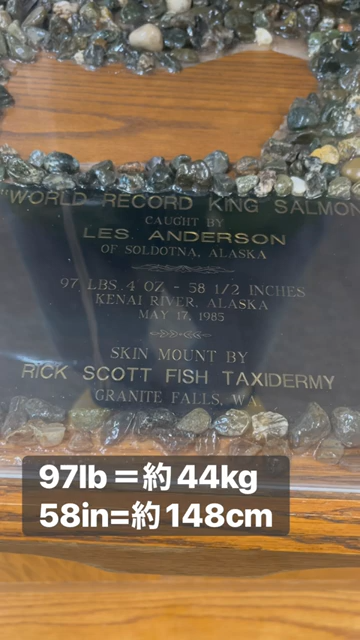 "WORLD RECORD KING SALMON
CAUGHT BY
LES ANDERSON
OF SOLDOTNA, ALASKA
97 LBS. 4 OZ - 58 1/2 INCHES
KENAI RIVER, ALASKA
MAY 17, 1985
SKIN MOUNT BY
RICK SCOTT FISH TAXIDERMY
GRANITE FALLS, WA
97lb＝約44kg
58in=約148cm